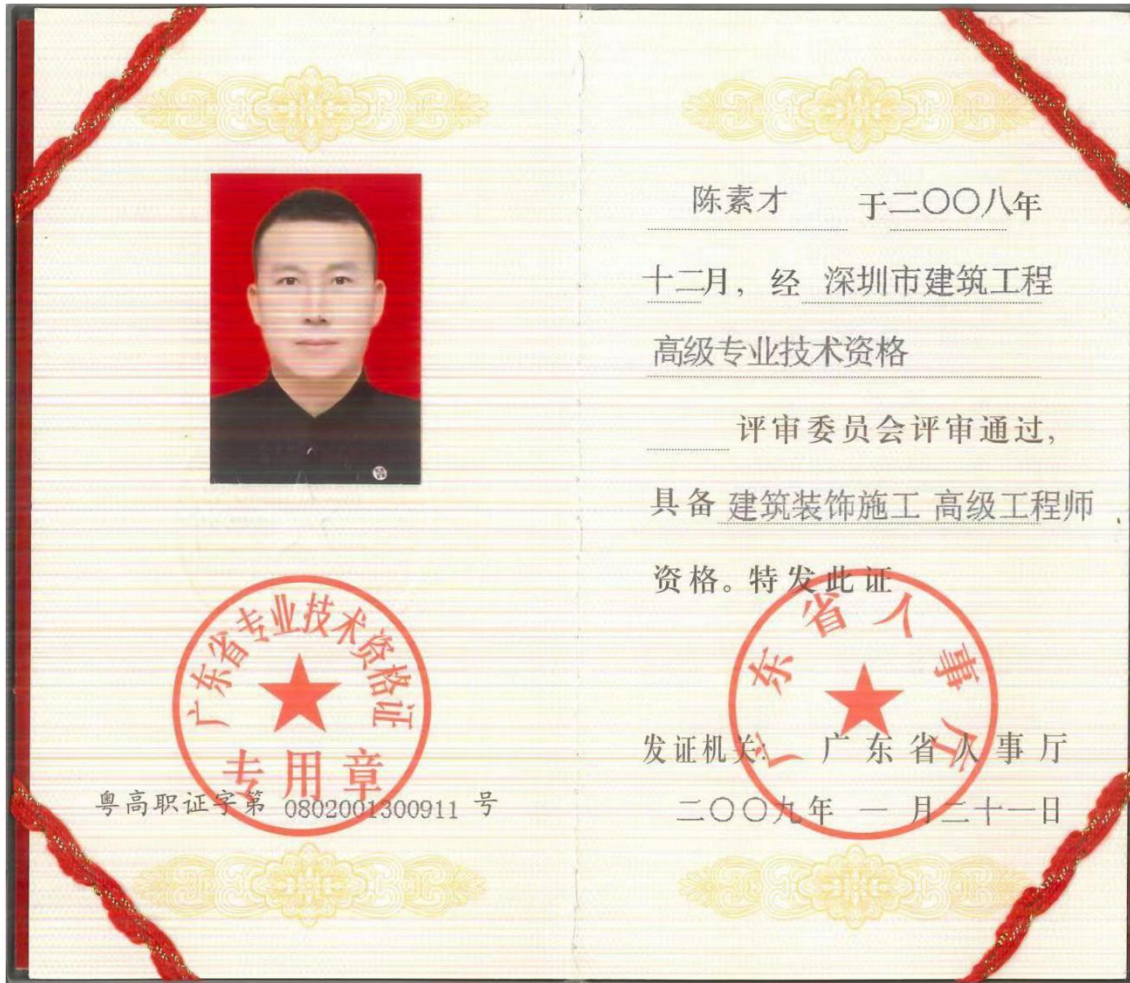 广东省专业技术资格证
专用章
粤高职证字第 0802001300911 号
陈素才 于二〇〇八年
十二月，经 深圳市建筑工程
高级专业技术资格
评审委员会评审通过，
具备 建筑装饰施工 高级工程师
资格。特发此证
广东省人事厅
发证机关: 广东省人事厅
二〇〇九年 一 月二十一日